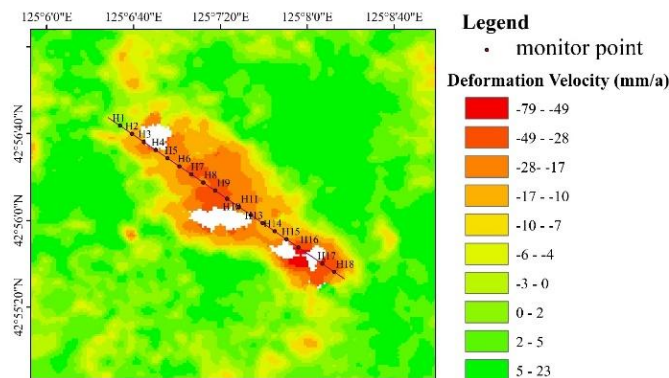 125°6'0"E 125°6'40"E 125°7'20"E 125°8'0"E 125°8'40"E
42°56'40"N
42°56'0"N
42°55'20"N
H1
H2
H3
H4
H5
H6
H7
H8
H9
H10
H11
H13
H14
H15
H16
H17
H18
Legend
monitor point
Deformation Velocity (mm/a)
-79 - -49
-49 - -28
-28- -17
-17 - -10
-10 - -7
-6 - -4
-3 - 0
0 - 2
2 - 5
5 - 23